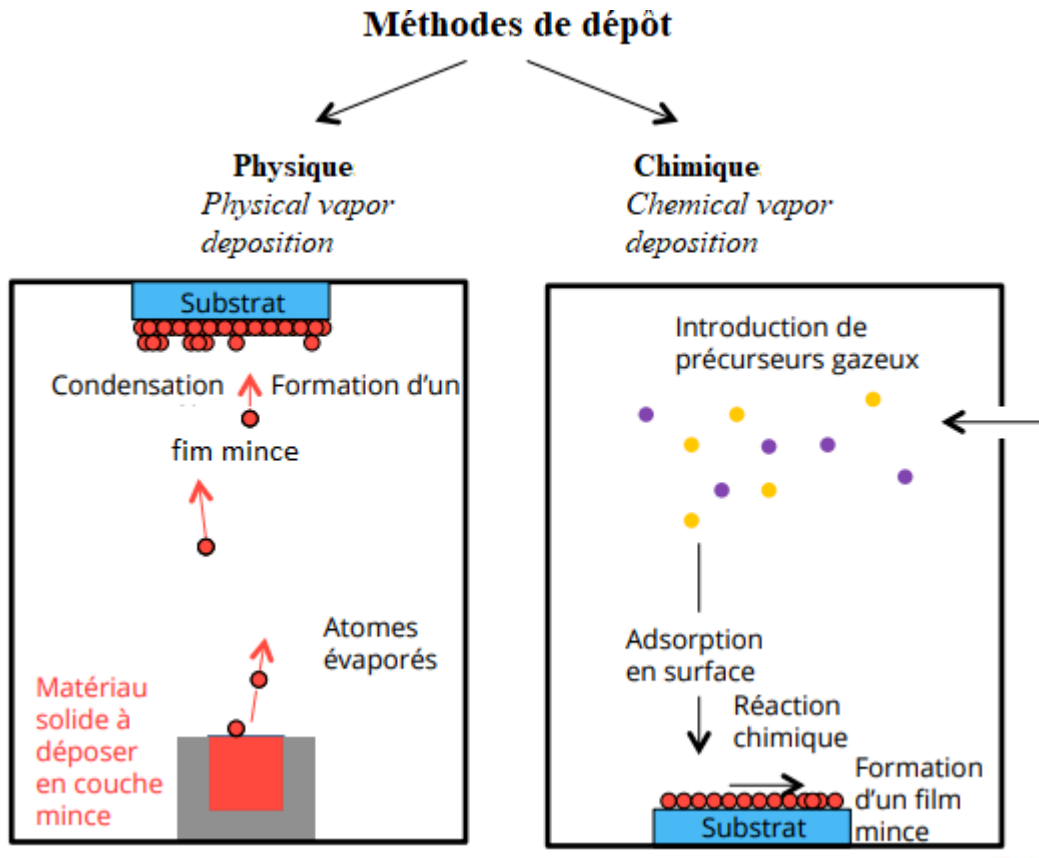 Méthodes de dépôt
Physique
Physical vapor
deposition
Chimique
Chemical vapor
deposition
Substrat
Condensation
Formation d'un
fim mince
Atomes
évaporés
Matériau
solide à
déposer
en couche
mince
Introduction de
précurseurs gazeux
Adsorption
en surface
Réaction
chimique
Formation
d'un film
mince
Substrat